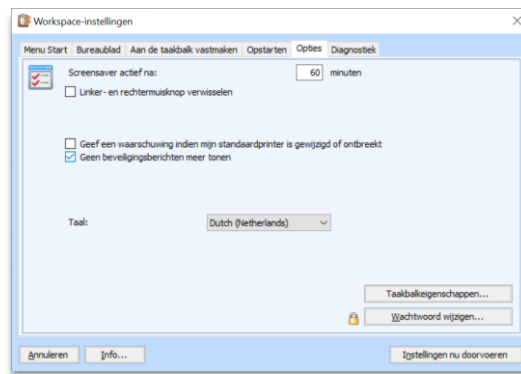 Workspace-instellingen
Menu Start Bureaublad Aan de taakbalk vastmaken Opstarten Opties Diagnostiek
Screensaver actief na: 60 minuten
Linker- en rechtermuisknop verwisselen
Geef een waarschuwing indien mijn standaardprinter is gewijzigd of ontbreekt
Geen beveiligingsberichten meer tonen
Taal: Dutch (Netherlands)
Taakbalkeigenschappen...
Wachtwoord wijzigen...
Annuleren Info... Instellingen nu doorvoeren